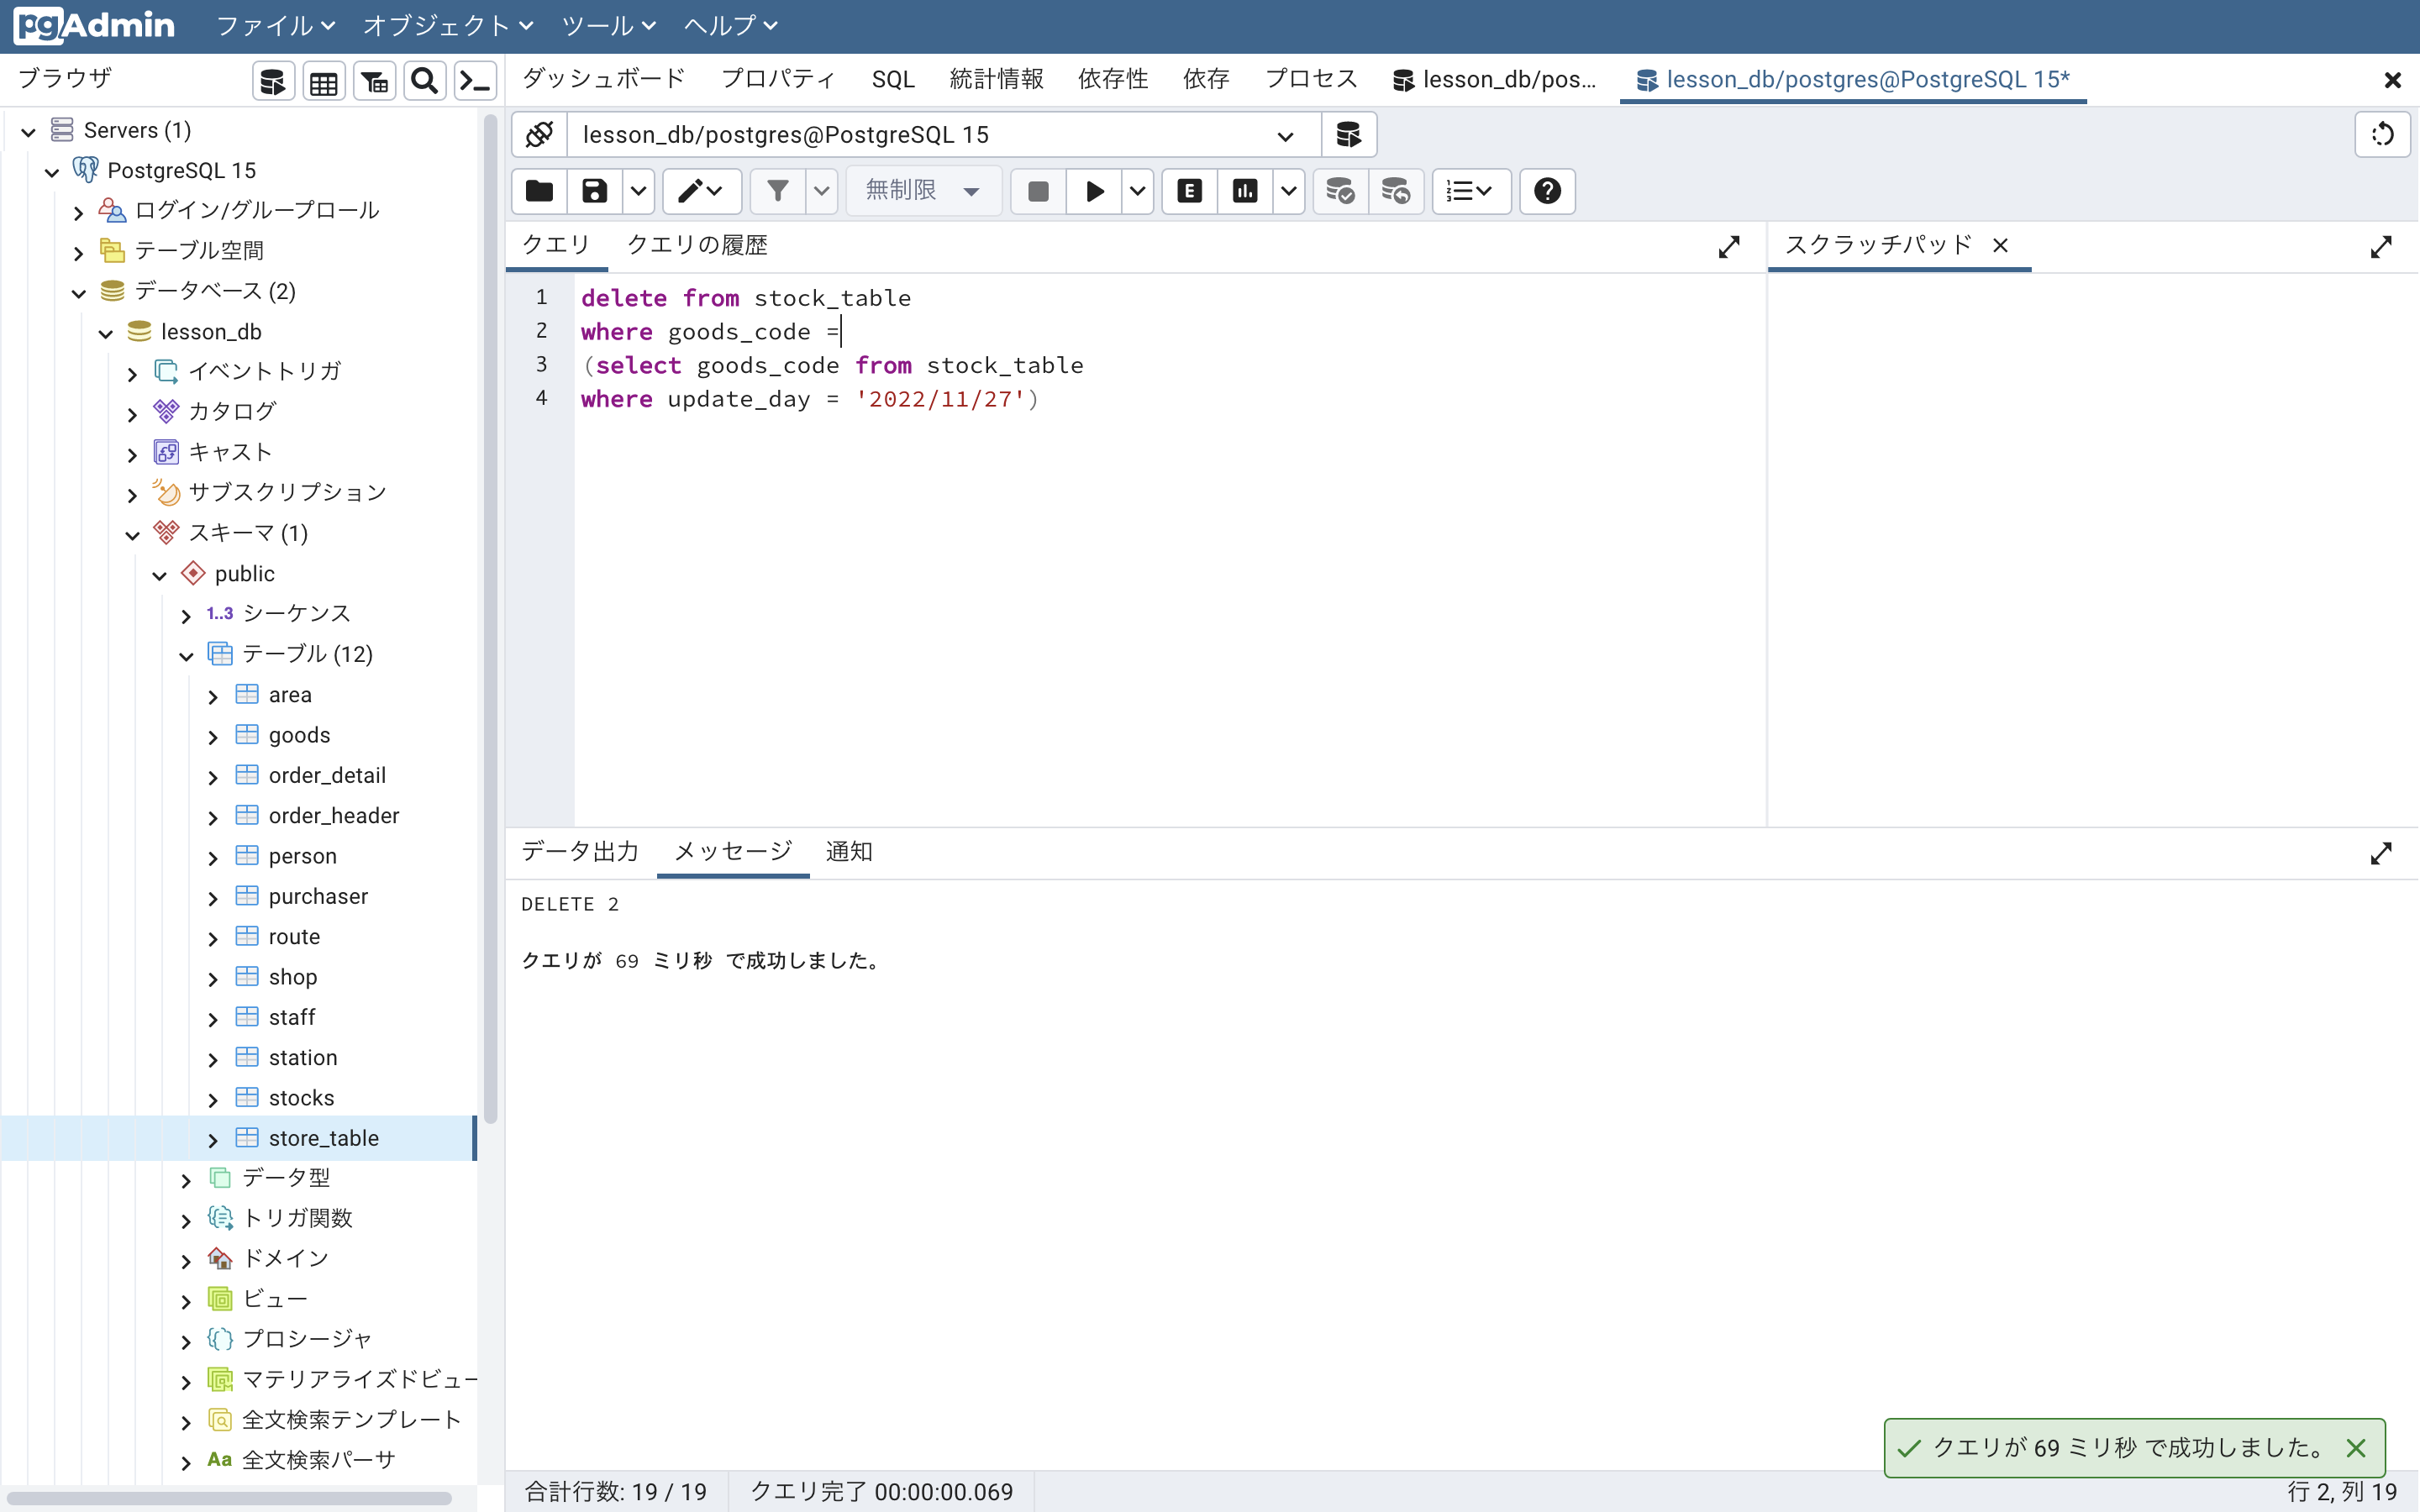 pgAdmin ファイル オブジェクト ツール ヘルプ
ブラウザ
ダッシュボード プロパティ SQL 統計情報 依存性 依存 プロセス lesson_db/pos... lesson_db/postgres@PostgreSQL 15*
Servers (1)
PostgreSQL 15
ログイン/グループロール
テーブル空間
データベース (2)
lesson_db
イベントトリガ
カタログ
キャスト
サブスクリプション
スキーマ (1)
public
1..3 シーケンス
テーブル (12)
area
goods
order_detail
order_header
person
purchaser
route
shop
staff
station
stocks
store_table
データ型
トリガ関数
ドメイン
ビュー
プロシージャ
マテリアライズドビュー
全文検索テンプレート
Aa 全文検索パーサ
lesson_db/postgres@PostgreSQL 15
無制限
E
クエリ クエリの履歴
スクラッチパッド
1 delete from stock_table
2 where goods_code =
3 (select goods_code from stock_table
4 where update_day = '2022/11/27')
データ出力 メッセージ 通知
DELETE 2
クエリが 69 ミリ秒 で成功しました。
クエリが 69 ミリ秒 で成功しました。
合計行数: 19 / 19 クエリ完了 00:00:00.069
行 2, 列 19